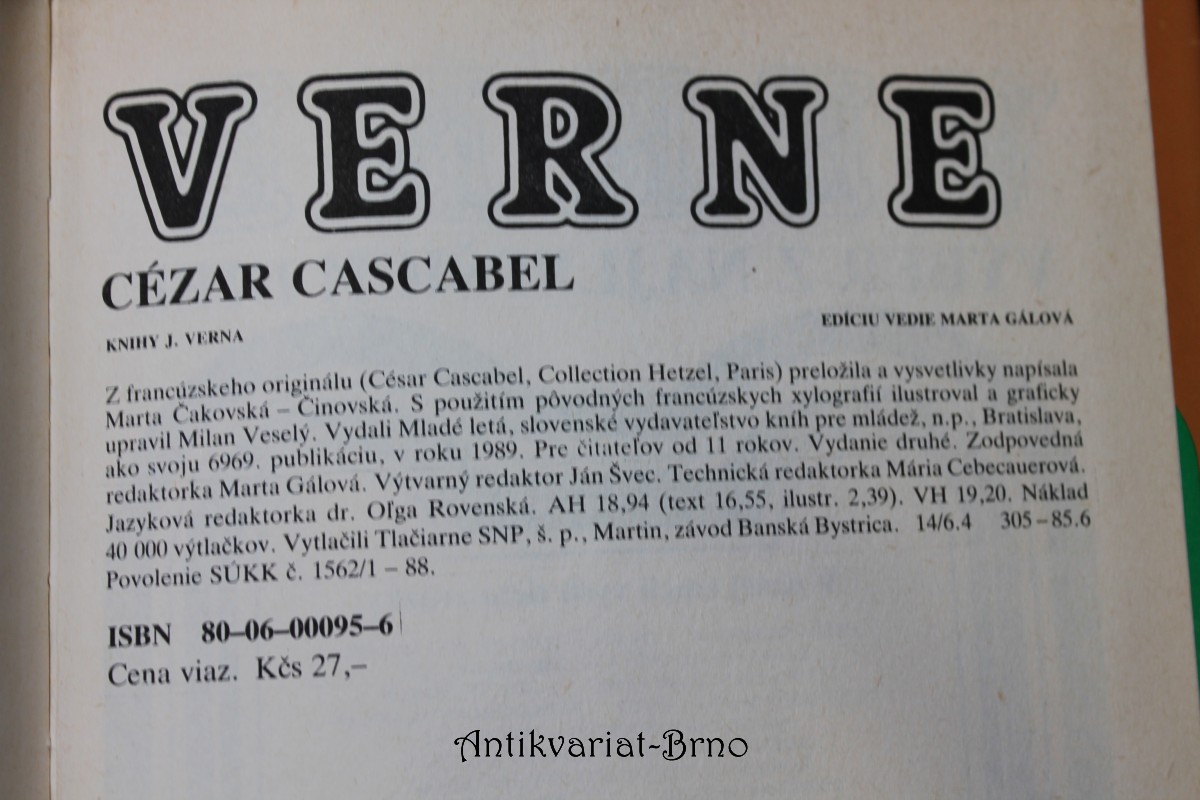 VERNE
CÉZAR CASCABEL
KNIHY J. VERNA
EDÍCIU VEDIE MARTA GÁLOVÁ
Z francúzskeho originálu (César Cascabel, Collection Hetzel, Paris) preložila a vysvetlivky napísala
Marta Čakovská – Činovská. S použitím pôvodných francúzskych xylografií ilustroval a graficky
upravil Milan Veselý. Vydali Mladé letá, slovenské vydavateľstvo kníh pre mládež, n.p., Bratislava,
ako svoju 6969. publikáciu, v roku 1989. Pre čitateľov od 11 rokov. Vydanie druhé. Zodpovedná
redaktorka Marta Gálová. Výtvarný redaktor Ján Švec. Technická redaktorka Mária Cebecauerová.
Jazyková redaktorka dr. Oľga Rovenská. AH 18,94 (text 16,55, ilustr. 2,39). VH 19,20. Náklad
40 000 výtlačkov. Vytlačili Tlačiarne SNP, š. p., Martin, závod Banská Bystrica. 14/6.4 305–85.6
Povolenie SÚKK č. 1562/1 – 88.
ISBN 80–06–00095–6
Cena viaz. Kčs 27,–
Antikvariat-Brno